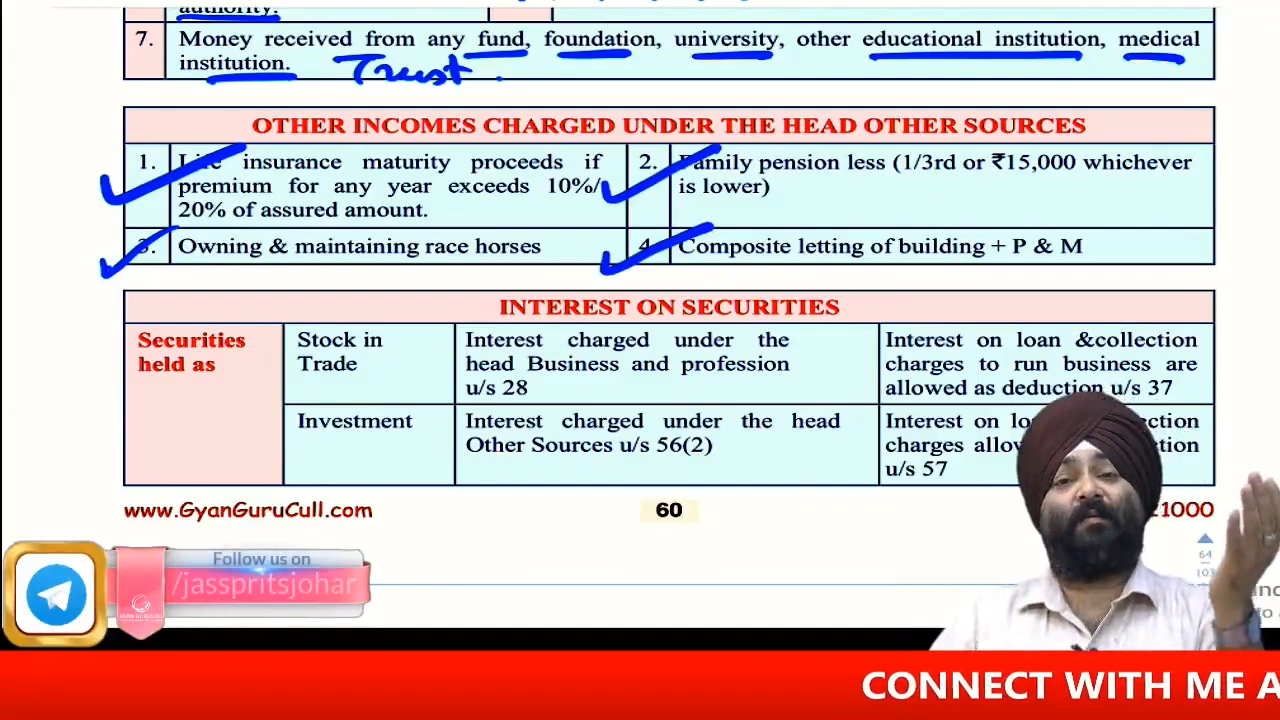 authority.
7. Money received from any fund, foundation, university, other educational institution, medical
institution. Trust.
OTHER INCOMES CHARGED UNDER THE HEAD OTHER SOURCES
1. Life insurance maturity proceeds if
premium for any year exceeds 10%/
20% of assured amount.
2. Family pension less (1/3rd or ₹15,000 whichever
is lower)
3. Owning & maintaining race horses
4. Composite letting of building + P & M
INTEREST ON SECURITIES
Securities
held as
Stock in
Trade
Interest charged under the
head Business and profession
u/s 28
Interest on loan &collection
charges to run business are
allowed as deduction u/s 37
Investment
Interest charged under the head
Other Sources u/s 56(2)
Interest on
charges
u/s 57
www.GyanGuruCull.com
60
1000
64
103
Follow us on
/jasspritsjohar
CONNECT WITH ME A